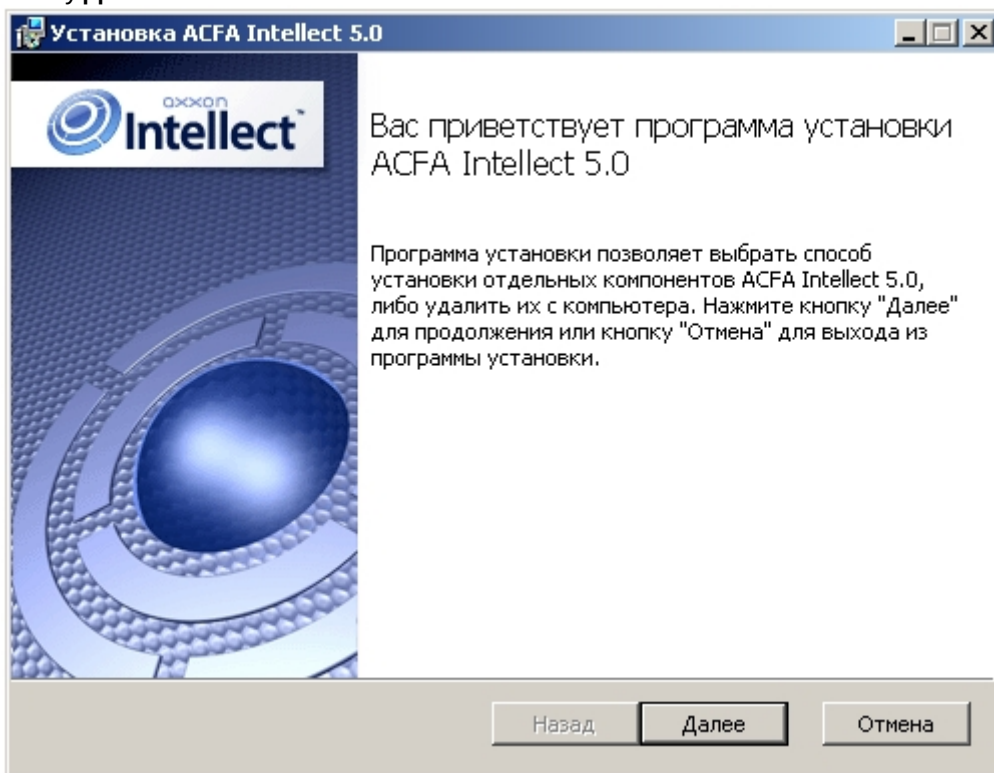 Установка ACFA Intellect 5.0
axxon
Intellect
Вас приветствует программа установки
ACFA Intellect 5.0
Программа установки позволяет выбрать способ
установки отдельных компонентов ACFA Intellect 5.0,
либо удалить их с компьютера. Нажмите кнопку "Далее"
для продолжения или кнопку "Отмена" для выхода из
программы установки.
Назад
Далее
Отмена